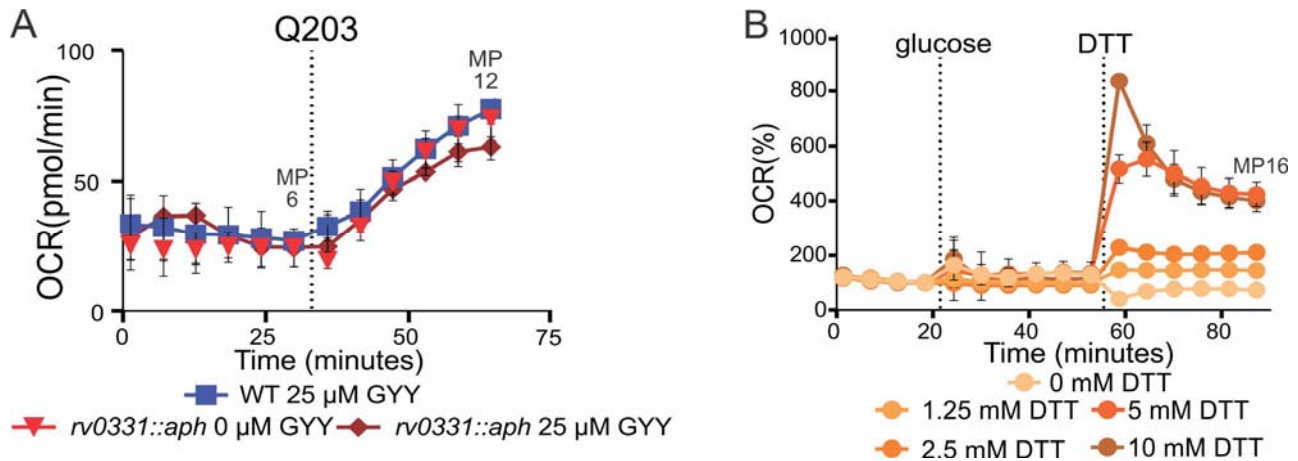 A
Q203
OCR(pmol/min)
100
50
0
MP
6
MP
12
0
25
50
75
Time (minutes)
WT 25 µM GYY
rv0331::aph 0 µM GYY
rv0331::aph 25 µM GYY
B
glucose
DTT
OCR(%)
1000
800
600
400
200
0
MP16
0
20
40
60
80
Time (minutes)
0 mM DTT
1.25 mM DTT
5 mM DTT
2.5 mM DTT
10 mM DTT